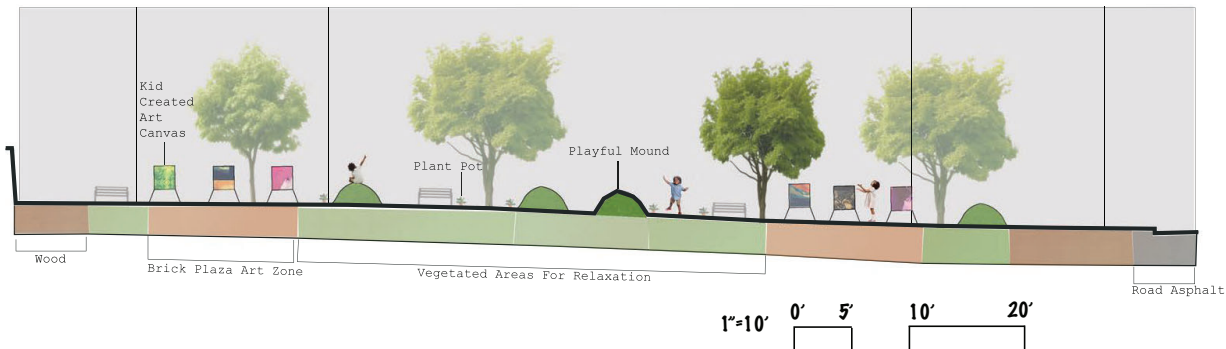 Kid
Created
Art
Canvas
Plant Pot
Playful Mound
Wood
Brick Plaza Art Zone
Vegetated Areas For Relaxation
Road Asphalt
1”=10’ 0’ 5’ 10’ 20’